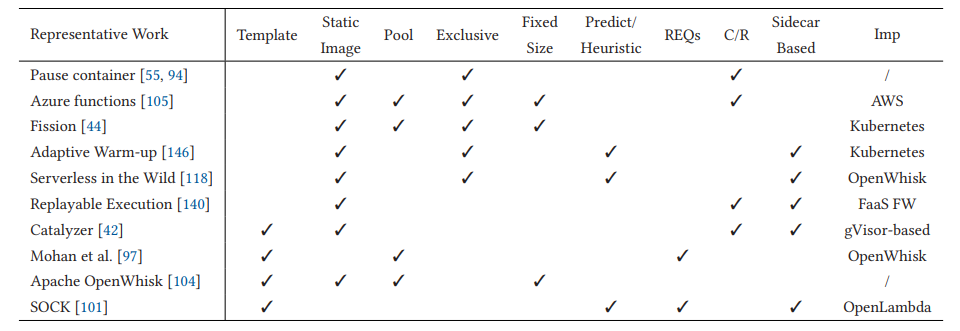 Representative Work Template Static Image Pool Exclusive Fixed Size Predict/ Heuristic REQs C/R Sidecar Based Imp
Pause container [55, 94] ✓ ✓ ✓ /
Azure functions [105] ✓ ✓ ✓ ✓ ✓ AWS
Fission [44] ✓ ✓ ✓ ✓ Kubernetes
Adaptive Warm-up [146] ✓ ✓ ✓ ✓ Kubernetes
Serverless in the Wild [118] ✓ ✓ ✓ ✓ OpenWhisk
Replayable Execution [140] ✓ ✓ ✓ FaaS FW
Catalyzer [42] ✓ ✓ ✓ ✓ gVisor-based
Mohan et al. [97] ✓ ✓ ✓ OpenWhisk
Apache OpenWhisk [104] ✓ ✓ ✓ ✓ /
SOCK [101] ✓ ✓ ✓ ✓ OpenLambda